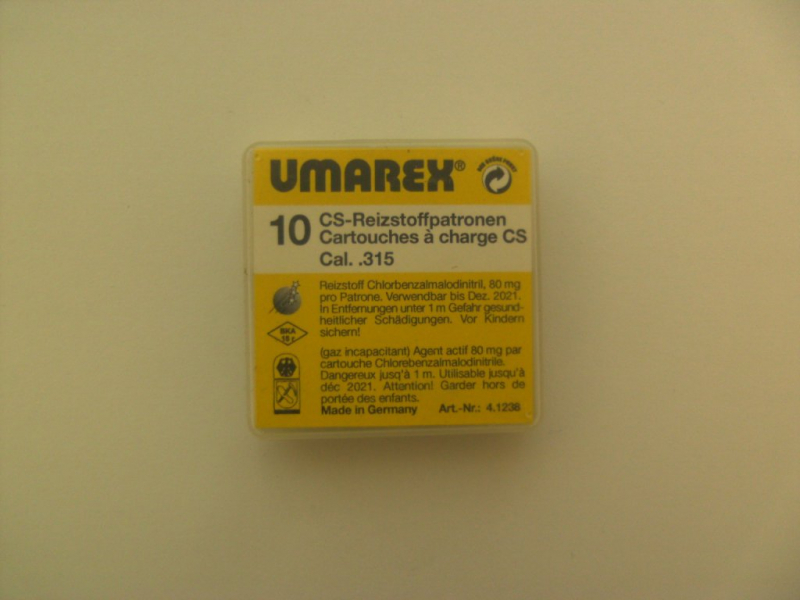 UMAREX®
10 CS-Reizstoffpatronen
Cartouches à charge CS
Cal. .315
Reizstoff Chlorbenzalmalodinitril, 80 mg
pro Patrone. Verwendbar bis Dez. 2021.
In Entfernungen unter 1 m Gefahr gesund-
heitlicher Schädigungen. Vor Kindern
sichern!
BKA
(gaz incapacitant) Agent actif 80 mg par
cartouche Chlorebenzalmalodinitrile.
Dangereux jusq'à 1 m. Utilisable jusqu'à
déc 2021. Attention! Garder hors de
portée des enfants.
Made in Germany Art.-Nr.: 4.1238